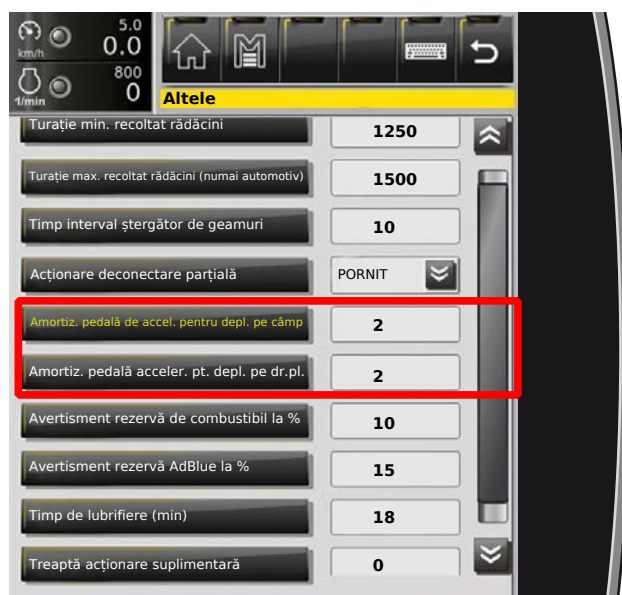 5.0
km/h
0.0
800
1/min
0
Altele
Turație min. recoltat rădăcini
1250
Turație max. recoltat rădăcini (numai automotiv)
1500
Timp interval ștergător de geamuri
10
Acționare deconectare parțială
PORNIT
Amortiz. pedală de accel. pentru depl. pe câmp
2
Amortiz. pedală acceler. pt. depl. pe dr.pl.
2
Avertisment rezervă de combustibil la %
10
Avertisment rezervă AdBlue la %
15
Timp de lubrifiere (min)
18
Treaptă acționare suplimentară
0